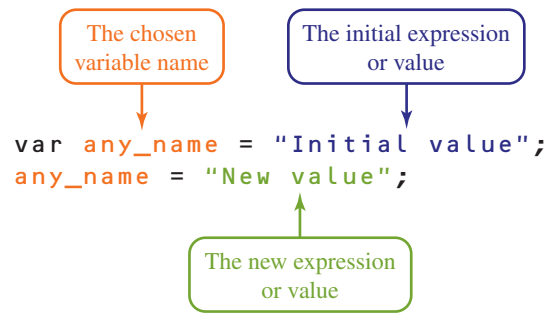 The chosen
variable name
The initial expression
or value
var any_name = “Initial value”;
any_name = “New value”;
The new expression
or value